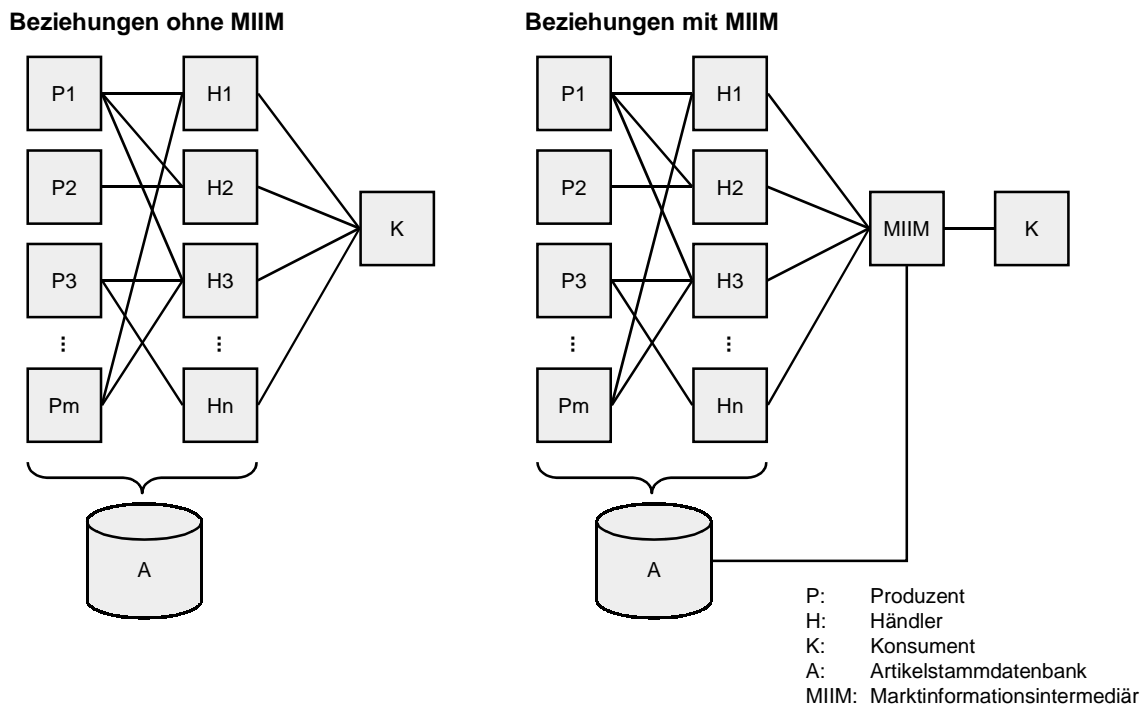 Beziehungen ohne MIIM
P1
H1
P2
H2
K
P3
H3
...
...
Pm
Hn
A
Beziehungen mit MIIM
P1
H1
P2
H2
MIIM
K
P3
H3
...
...
Pm
Hn
A
P: Produzent
H: Händler
K: Konsument
A: Artikelstammdatenbank
MIIM: Marktinformationsintermediär